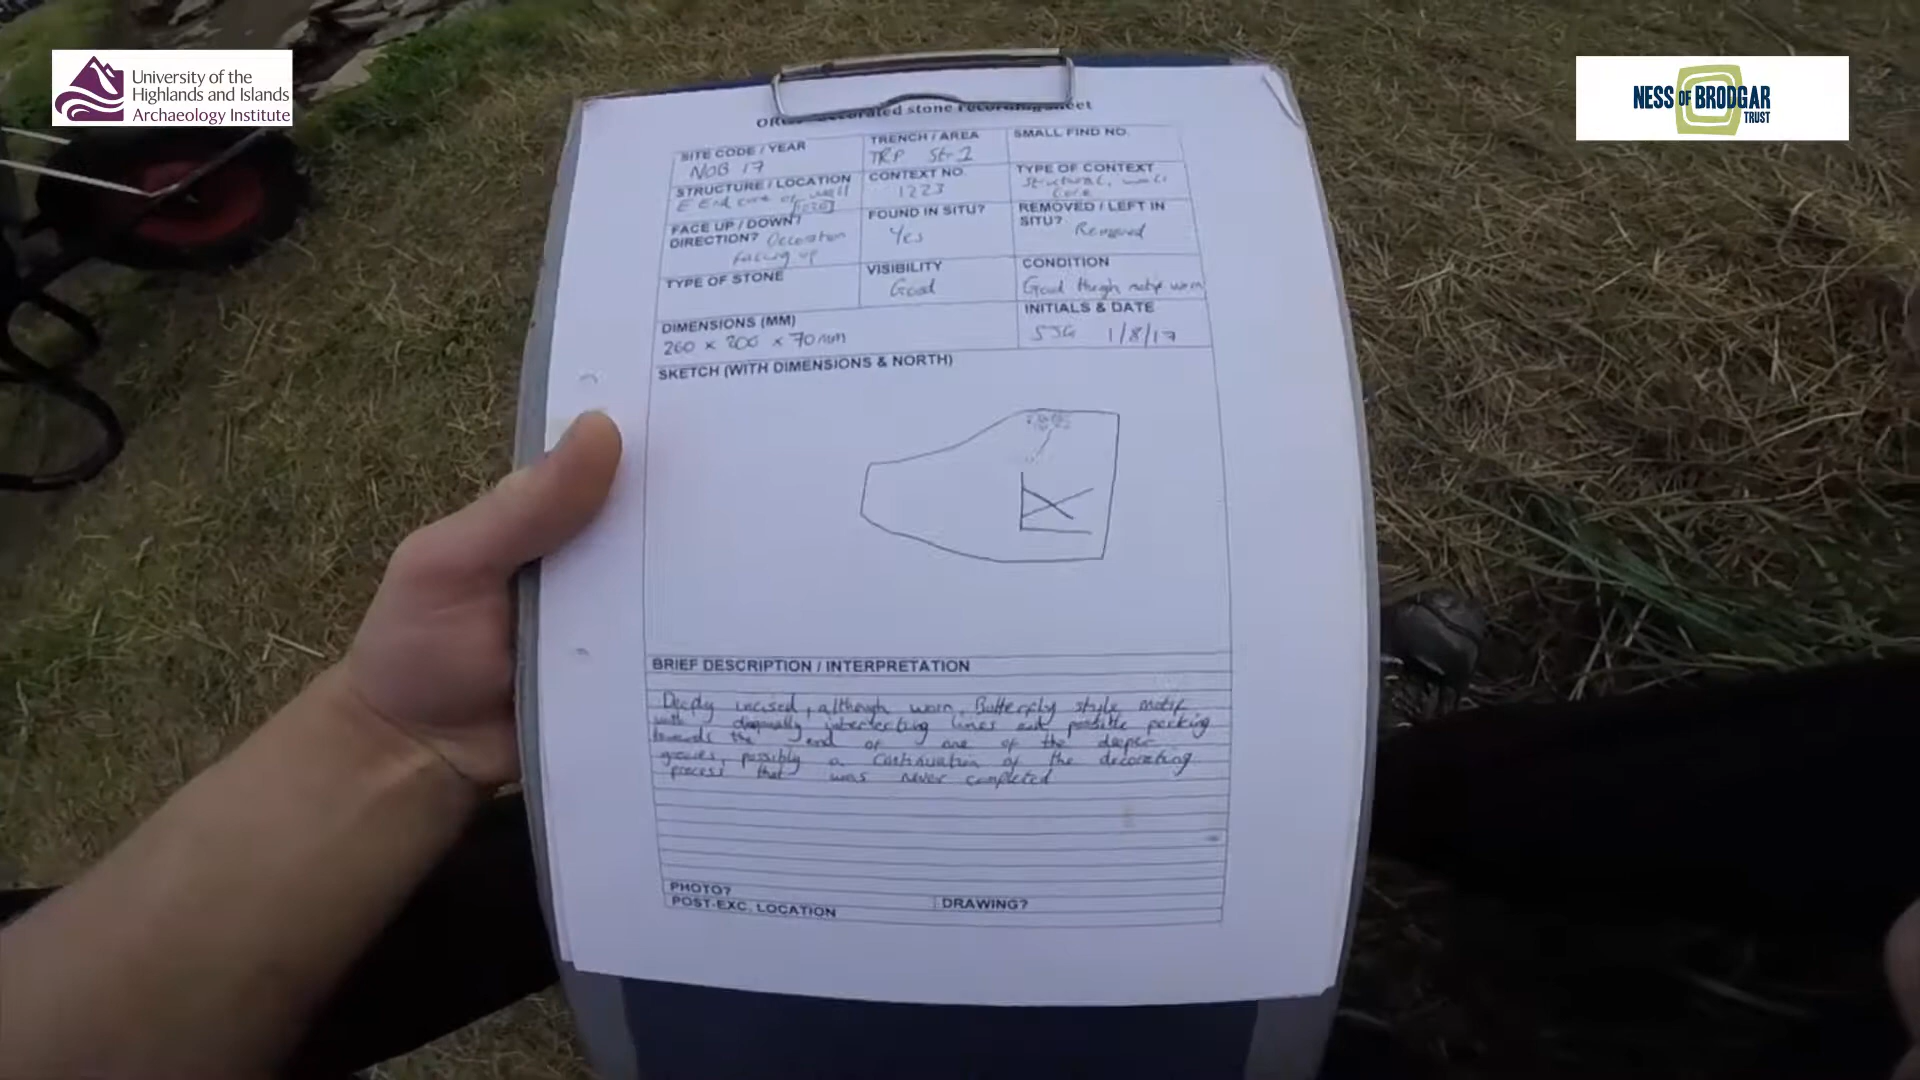 University of the
Highlands and Islands
Archaeology Institute
NESS OF BRODGAR
TRUST
decorated stone recording sheet
SITE CODE / YEAR
NOB 17
TRENCH / AREA
TRP St-2
SMALL FIND NO.
STRUCTURE / LOCATION
E End core of wall
CONTEXT NO.
1223
TYPE OF CONTEXT
Structural, wall
Core
FACE UP / DOWN?
DIRECTION? Decoration
facing up
FOUND IN SITU?
Yes
REMOVED / LEFT IN
SITU? Removed
TYPE OF STONE
VISIBILITY
Good
CONDITION
Good though motif worn
DIMENSIONS (MM)
260 x 200 x 70mm
INITIALS & DATE
SJG 1/8/17
SKETCH (WITH DIMENSIONS & NORTH)
BRIEF DESCRIPTION / INTERPRETATION
Deeply incised, although worn, Butterfly style motif
with diagonally intersecting lines and possible pecking
towards the end of one of the deeper
grooves, possibly a continuation of the decorating
process that was never completed
PHOTO?
POST-EXC. LOCATION
DRAWING?